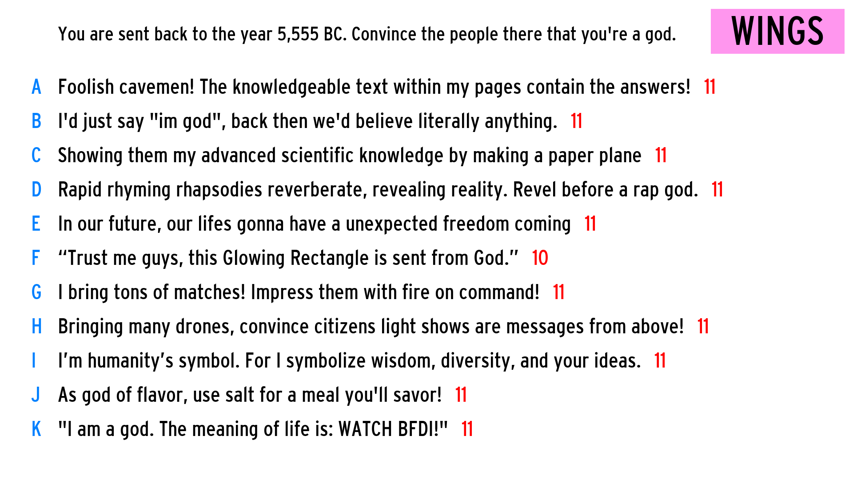 You are sent back to the year 5,555 BC. Convince the people there that you're a god.
WINGS
A Foolish cavemen! The knowledgeable text within my pages contain the answers! 11
B I'd just say "im god", back then we'd believe literally anything. 11
C Showing them my advanced scientific knowledge by making a paper plane 11
D Rapid rhyming rhapsodies reverberate, revealing reality. Revel before a rap god. 11
E In our future, our lifes gonna have a unexpected freedom coming 11
F “Trust me guys, this Glowing Rectangle is sent from God.” 10
G I bring tons of matches! Impress them with fire on command! 11
H Bringing many drones, convince citizens light shows are messages from above! 11
I I’m humanity’s symbol. For I symbolize wisdom, diversity, and your ideas. 11
J As god of flavor, use salt for a meal you'll savor! 11
K "I am a god. The meaning of life is: WATCH BFDI!" 11